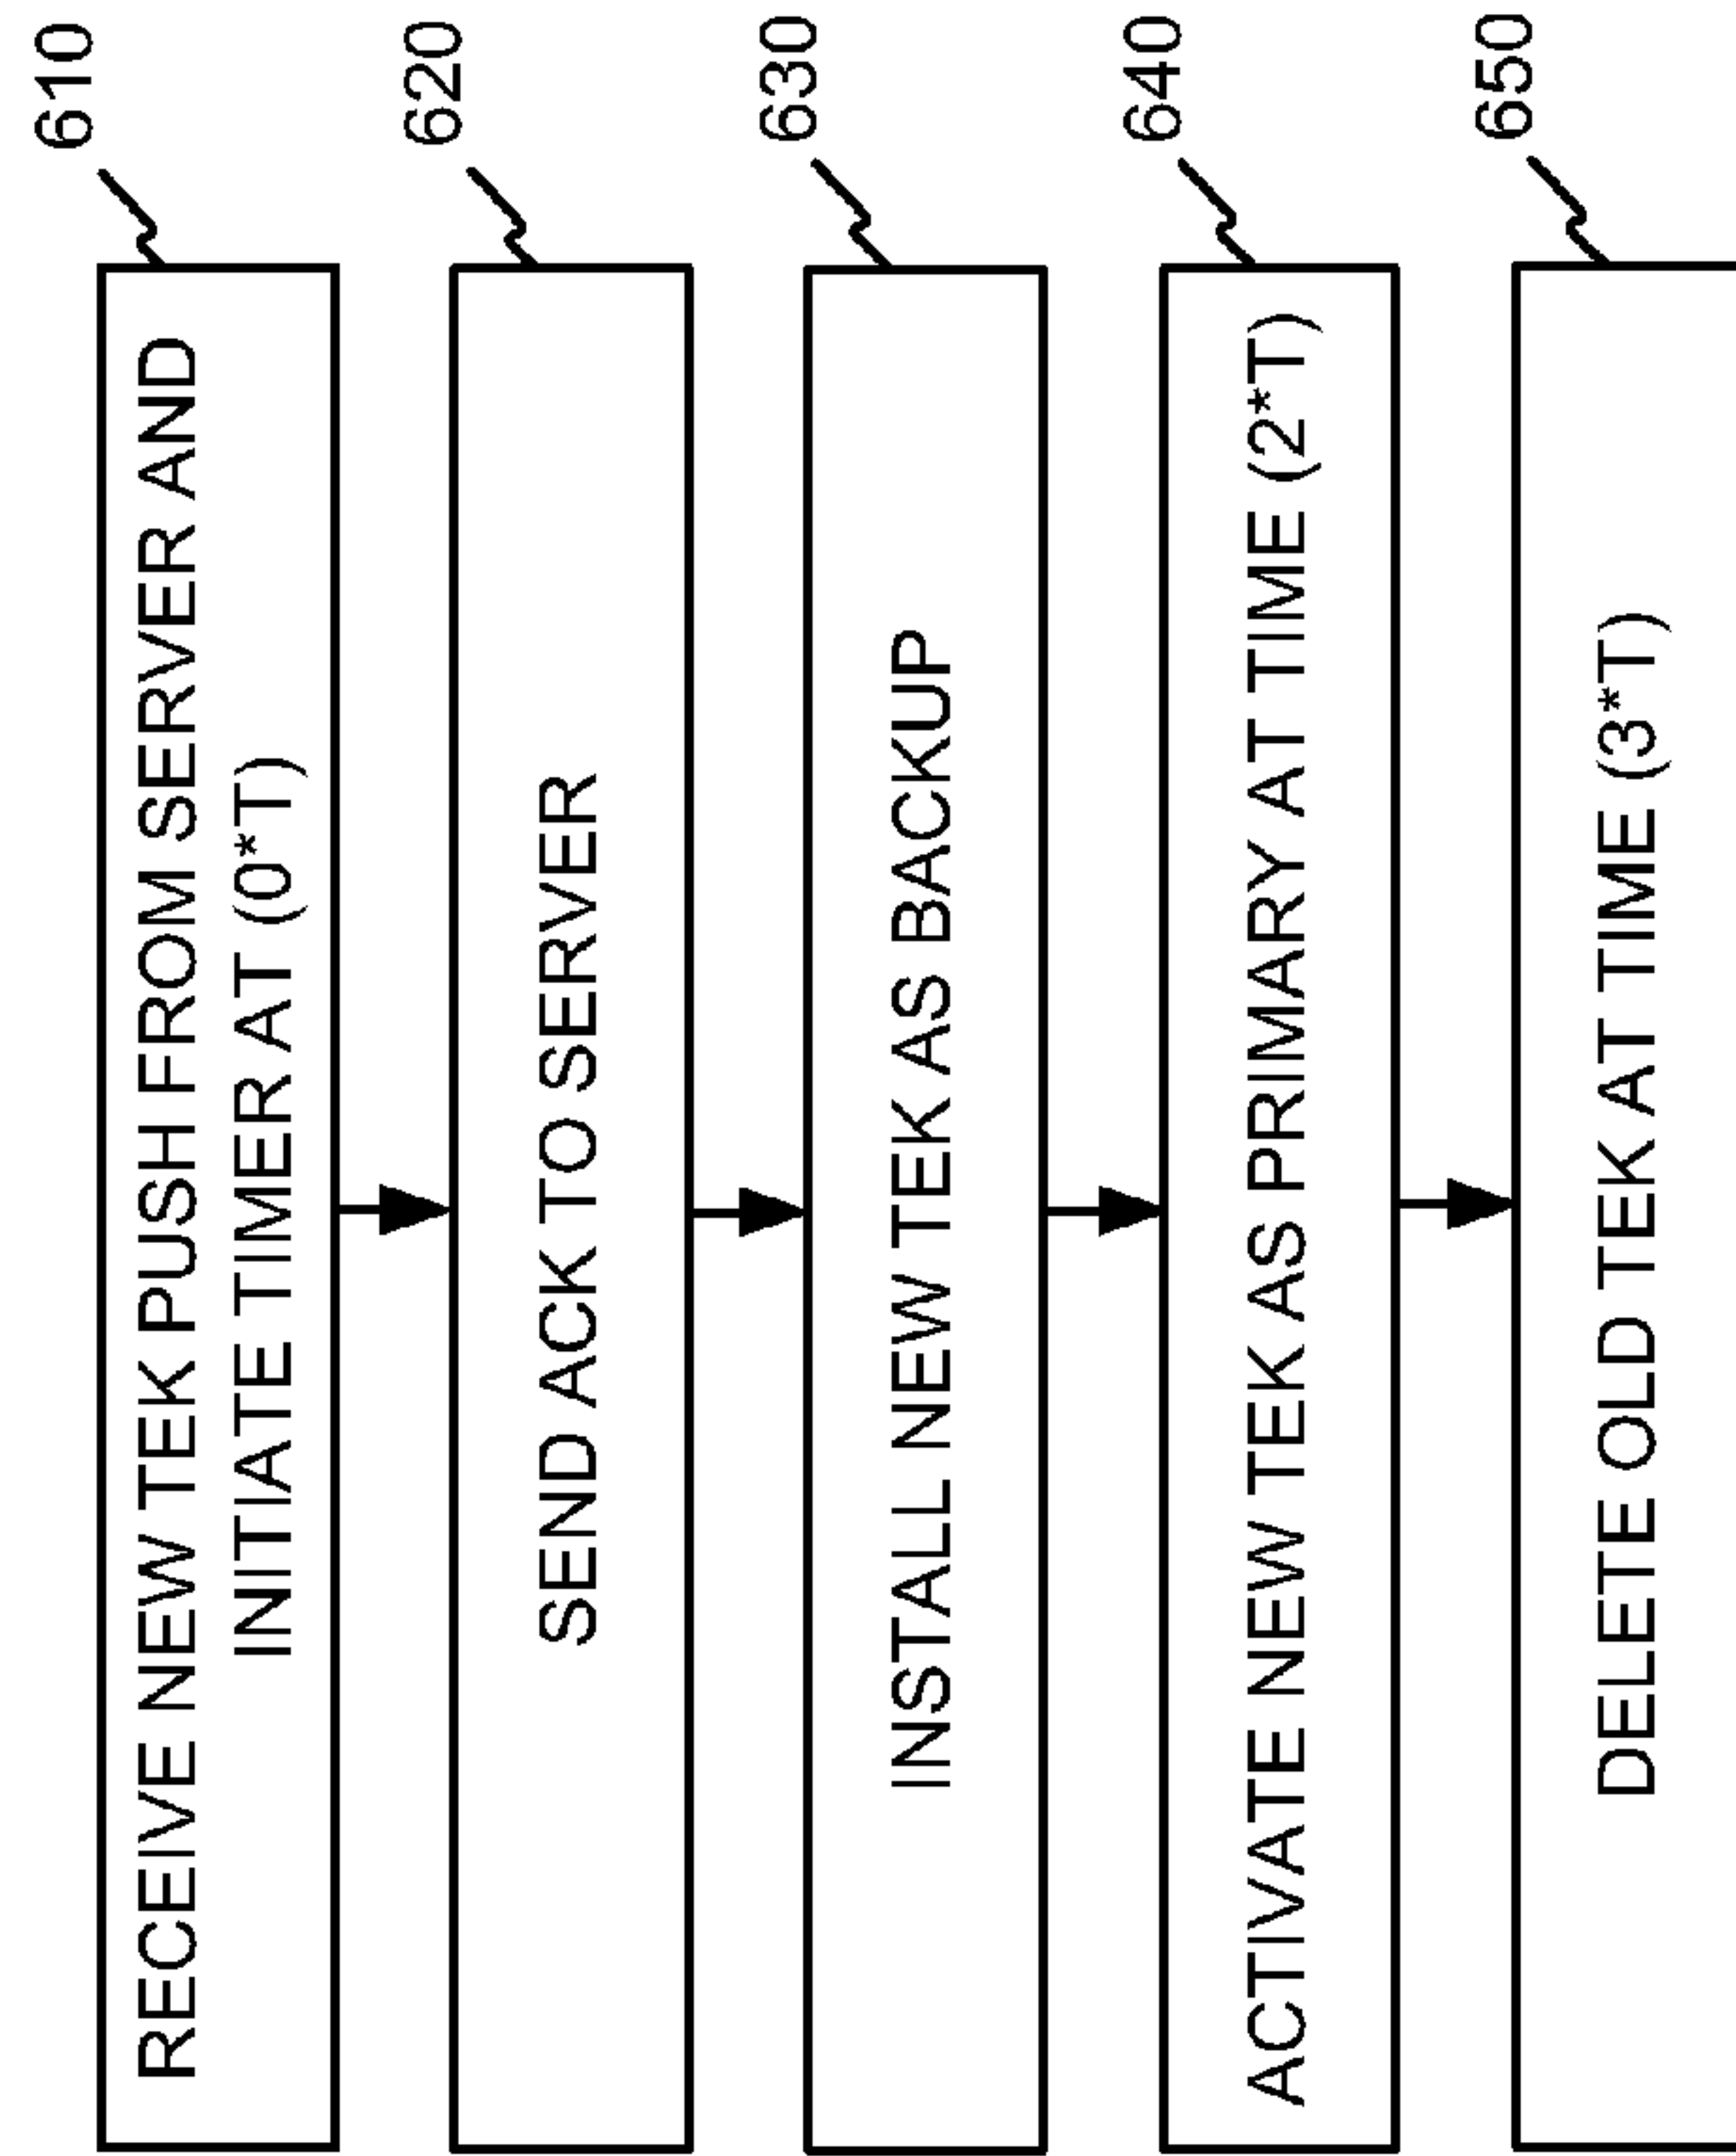 610
RECEIVE NEW TEK PUSH FROM SERVER AND
INITIATE TIMER AT (0*T)
620
SEND ACK TO SERVER
630
INSTALL NEW TEK AS BACKUP
640
ACTIVATE NEW TEK AS PRIMARY AT TIME (2*T)
650
DELETE OLD TEK AT TIME (3*T)